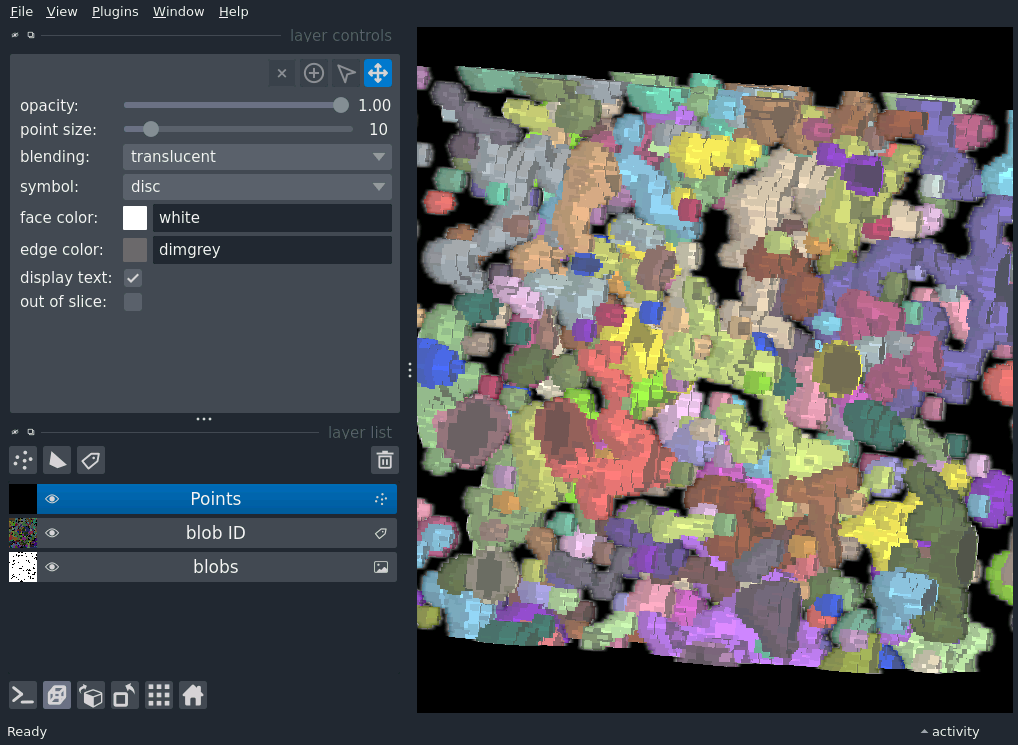 File View Plugins Window Help
layer controls
opacity: 1.00
point size: 10
blending: translucent
symbol: disc
face color: white
edge color: dimgrey
display text:
out of slice:
layer list
Points
blob ID
blobs
Ready activity